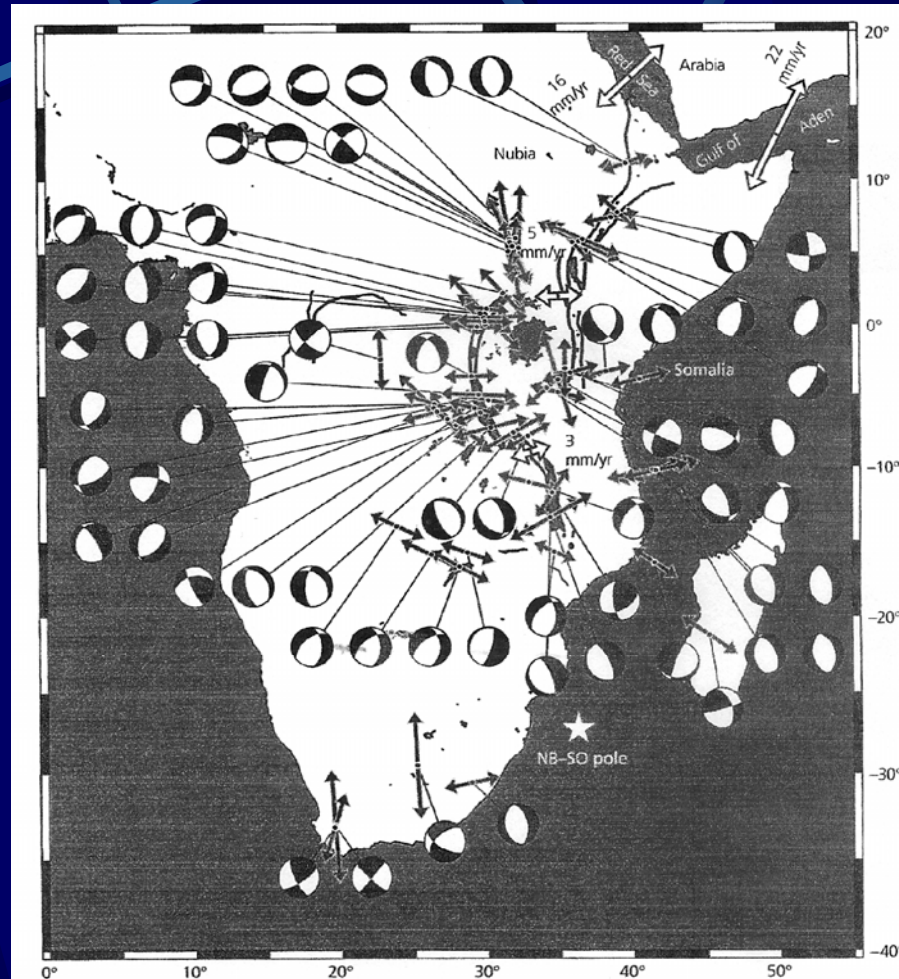 20°
Red Sea
Arabia
16
mm/yr
22
mm/yr
Gulf of
Aden
Nubia
10°
5
mm/yr
0°
Somalia
3
mm/yr
–10°
–20°
NB–SO pole
–30°
–40°
0°
10°
20°
30°
40°
50°